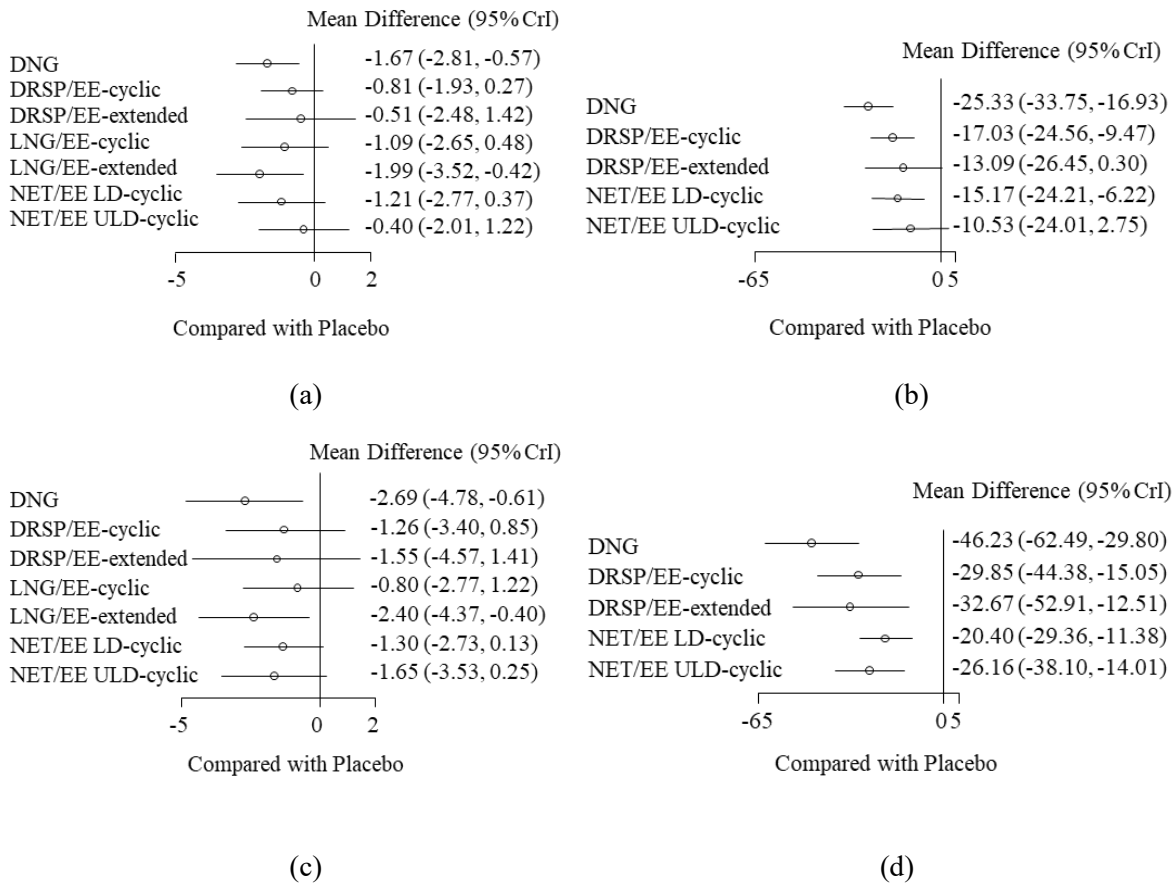 Mean Difference (95% CrI)
DNG -1.67 (-2.81, -0.57)
DRSP/EE-cyclic -0.81 (-1.93, 0.27)
DRSP/EE-extended -0.51 (-2.48, 1.42)
LNG/EE-cyclic -1.09 (-2.65, 0.48)
LNG/EE-extended -1.99 (-3.52, -0.42)
NET/EE LD-cyclic -1.21 (-2.77, 0.37)
NET/EE ULD-cyclic -0.40 (-2.01, 1.22)
-5 0 2
Compared with Placebo
(a)
Mean Difference (95% CrI)
DNG -25.33 (-33.75, -16.93)
DRSP/EE-cyclic -17.03 (-24.56, -9.47)
DRSP/EE-extended -13.09 (-26.45, 0.30)
NET/EE LD-cyclic -15.17 (-24.21, -6.22)
NET/EE ULD-cyclic -10.53 (-24.01, 2.75)
-65 0 5
Compared with Placebo
(b)
Mean Difference (95% CrI)
DNG -2.69 (-4.78, -0.61)
DRSP/EE-cyclic -1.26 (-3.40, 0.85)
DRSP/EE-extended -1.55 (-4.57, 1.41)
LNG/EE-cyclic -0.80 (-2.77, 1.22)
LNG/EE-extended -2.40 (-4.37, -0.40)
NET/EE LD-cyclic -1.30 (-2.73, 0.13)
NET/EE ULD-cyclic -1.65 (-3.53, 0.25)
-5 0 2
Compared with Placebo
(c)
Mean Difference (95% CrI)
DNG -46.23 (-62.49, -29.80)
DRSP/EE-cyclic -29.85 (-44.38, -15.05)
DRSP/EE-extended -32.67 (-52.91, -12.51)
NET/EE LD-cyclic -20.40 (-29.36, -11.38)
NET/EE ULD-cyclic -26.16 (-38.10, -14.01)
-65 0 5
Compared with Placebo
(d)